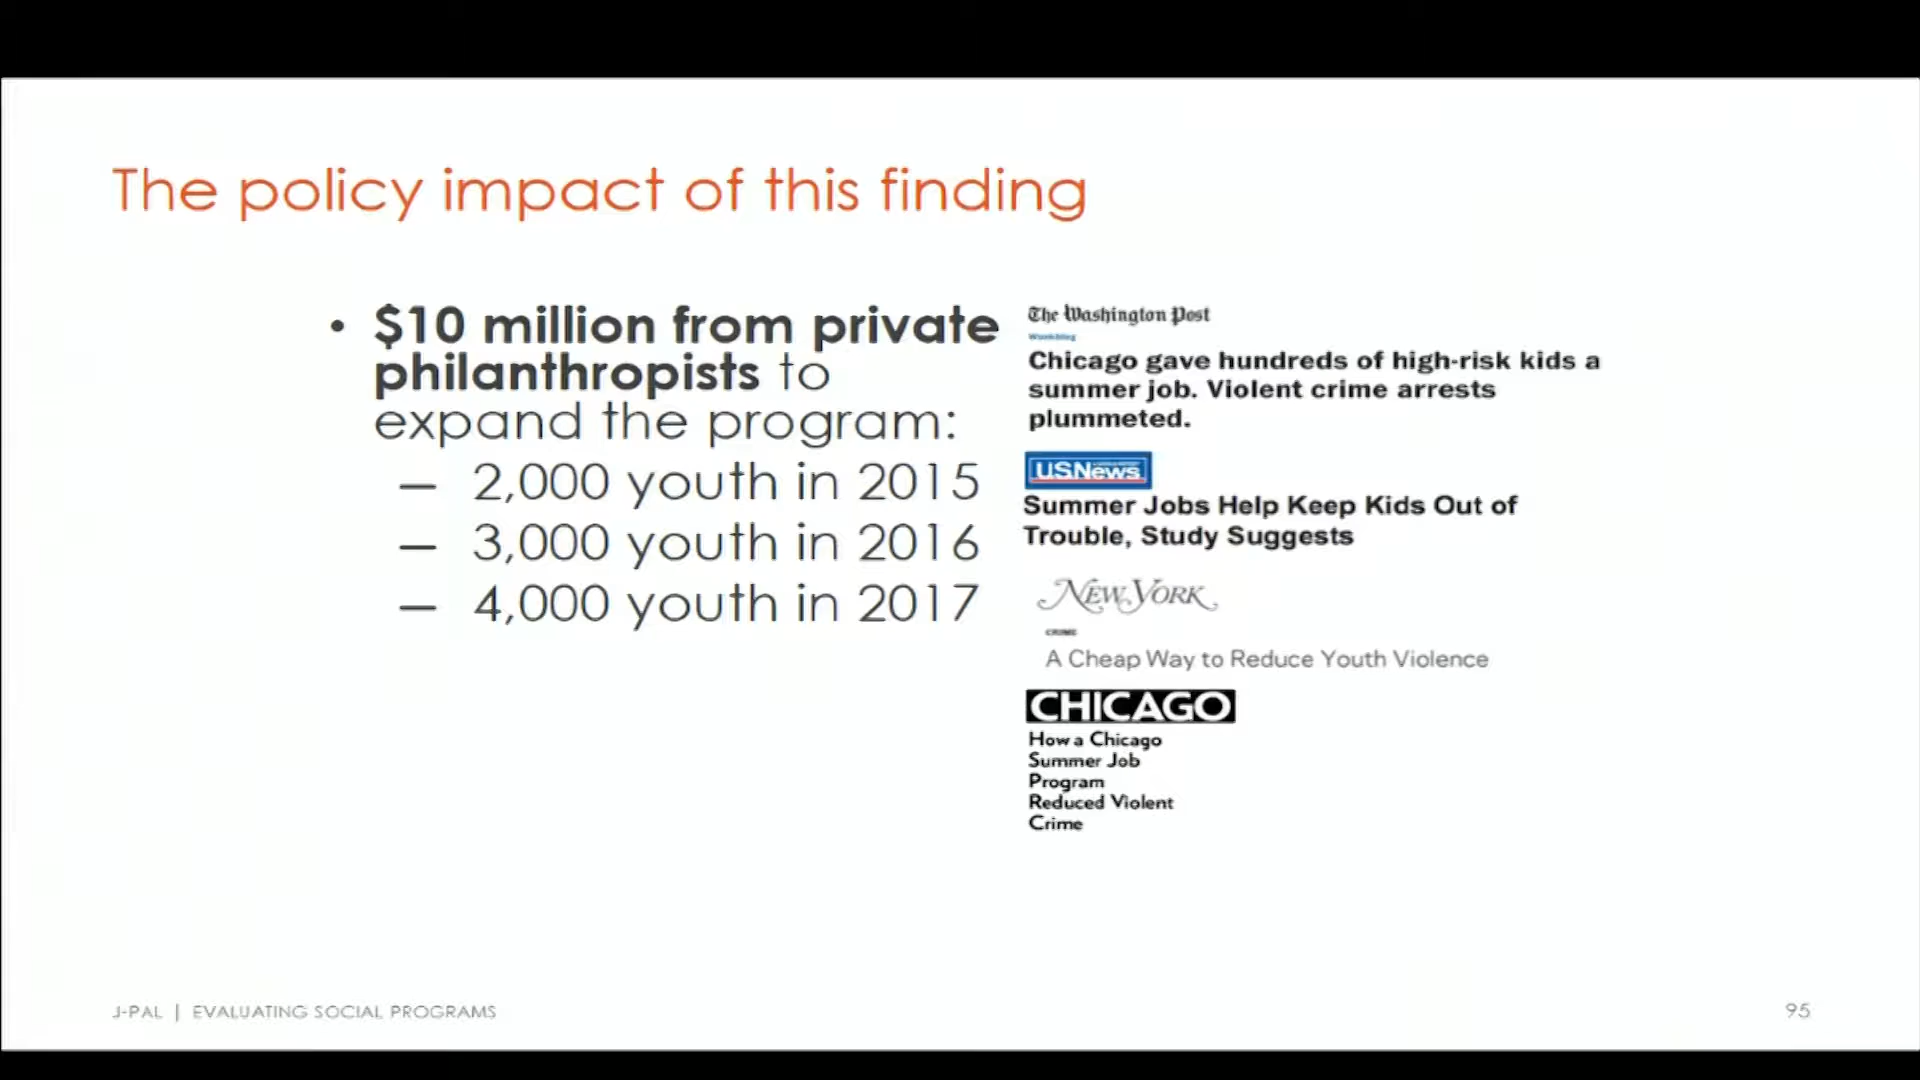 The policy impact of this finding
• $10 million from private
philanthropists to
expand the program:
— 2,000 youth in 2015
— 3,000 youth in 2016
— 4,000 youth in 2017
The Washington Post
Wonkblog
Chicago gave hundreds of high-risk kids a
summer job. Violent crime arrests
plummeted.
U.S.News
Summer Jobs Help Keep Kids Out of
Trouble, Study Suggests
NEW YORK
CRIME
A Cheap Way to Reduce Youth Violence
CHICAGO
How a Chicago
Summer Job
Program
Reduced Violent
Crime
J-PAL | EVALUATING SOCIAL PROGRAMS
95